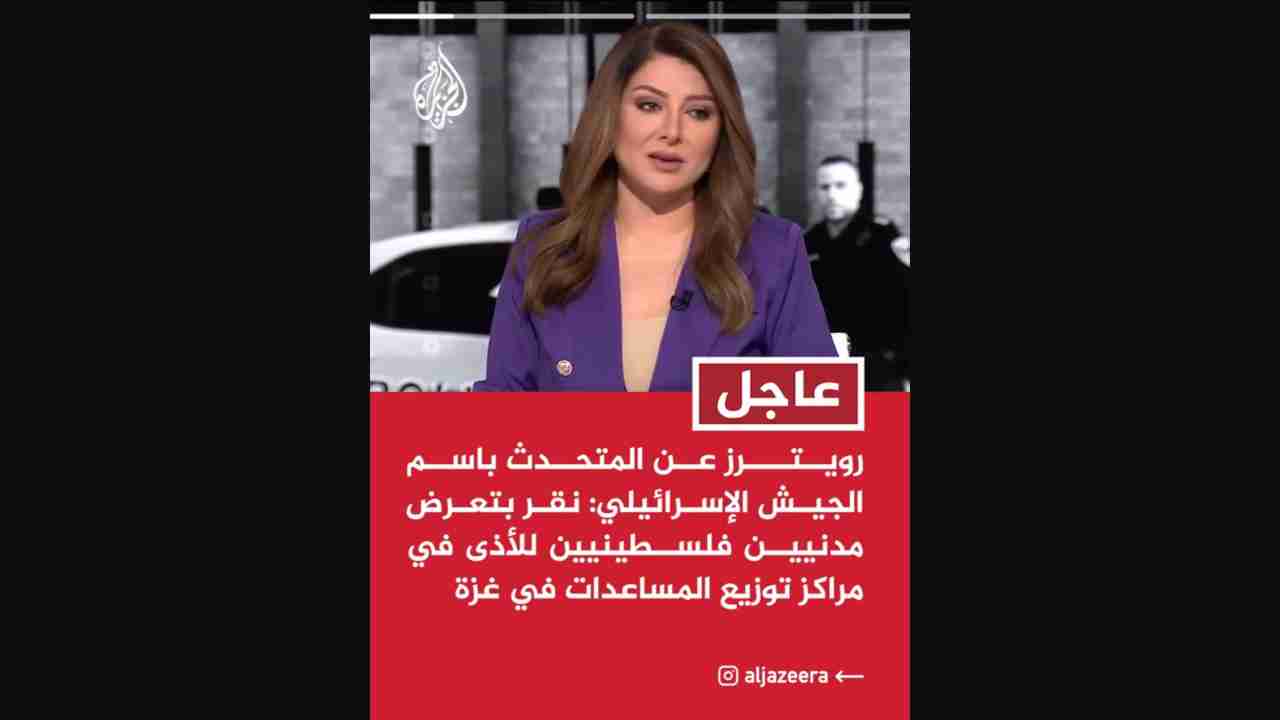 الجزيرة
عاجل
رويترز عن المتحدث باسم
الجيش الإسرائيلي: نقر بتعرض
مدنيين فلسطينيين للأذى في
مراكز توزيع المساعدات في غزة
aljazeera